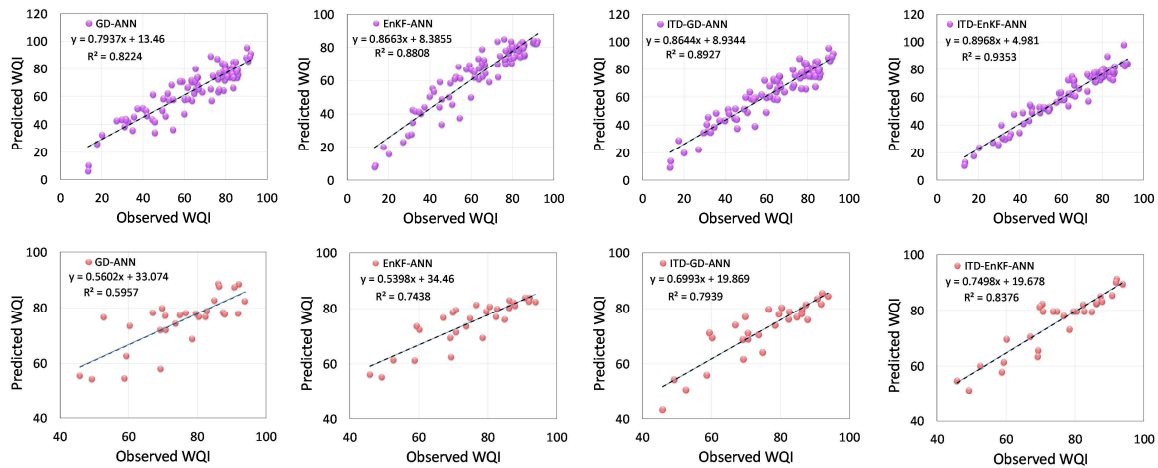 GD-ANN
y = 0.7937x + 13.46
R² = 0.8224
120
100
80
60
40
20
0
0 20 40 60 80 100
Predicted WQI
Observed WQI
EnKF-ANN
y = 0.8663x + 8.3855
R² = 0.8808
100
80
60
40
20
0
0 20 40 60 80 100
Predicted WQI
Observed WQI
ITD-GD-ANN
y = 0.8644x + 8.9344
R² = 0.8927
120
100
80
60
40
20
0
0 20 40 60 80 100
Predicted WQI
Observed WQI
ITD-EnKF-ANN
y = 0.8968x + 4.981
R² = 0.9353
120
100
80
60
40
20
0
0 20 40 60 80 100
Predicted WQI
Observed WQI
GD-ANN
y = 0.5602x + 33.074
R² = 0.5957
100
80
60
40
40 60 80 100
Predicted WQI
Observed WQI
EnKF-ANN
y = 0.5398x + 34.46
R² = 0.7438
100
80
60
40
40 60 80 100
Predicted WQI
Observed WQI
ITD-GD-ANN
y = 0.6993x + 19.869
R² = 0.7939
100
80
60
40
40 60 80 100
Predicted WQI
Observed WQI
ITD-EnKF-ANN
y = 0.7498x + 19.678
R² = 0.8376
100
80
60
40
40 60 80 100
Predicted WQI
Observed WQI